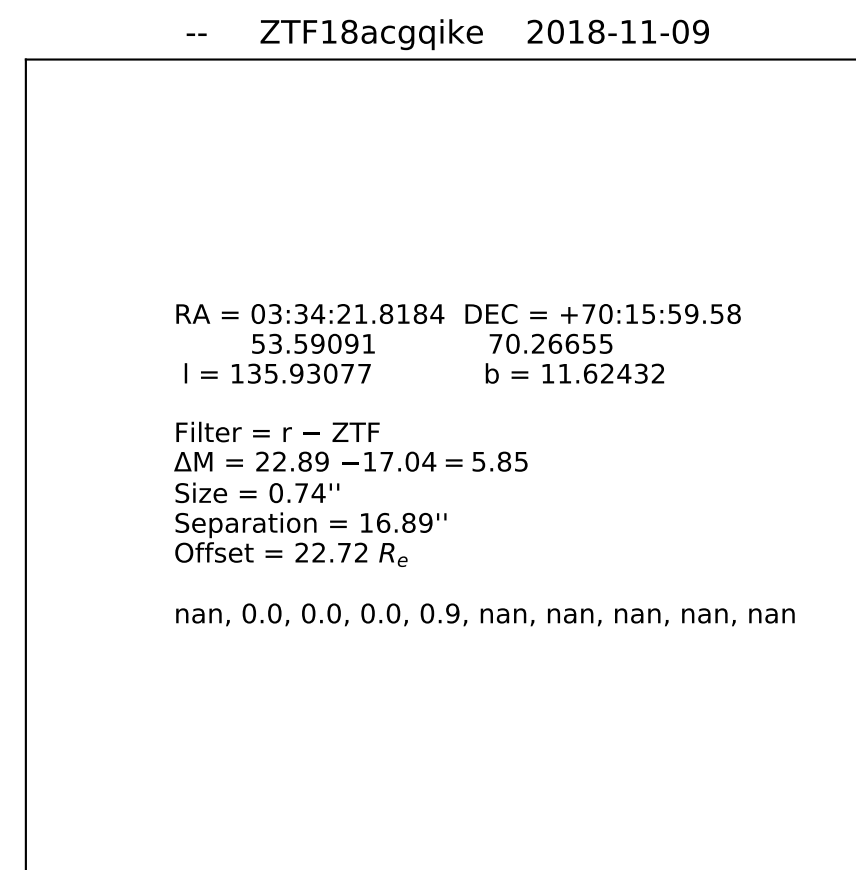 -- ZTF18acgqike 2018-11-09
RA = 03:34:21.8184 DEC = +70:15:59.58
53.59091 70.26655
l = 135.93077 b = 11.62432
Filter = r − ZTF
ΔM = 22.89 −17.04 = 5.85
Size = 0.74''
Separation = 16.89''
Offset = 22.72 Re
nan, 0.0, 0.0, 0.0, 0.9, nan, nan, nan, nan, nan